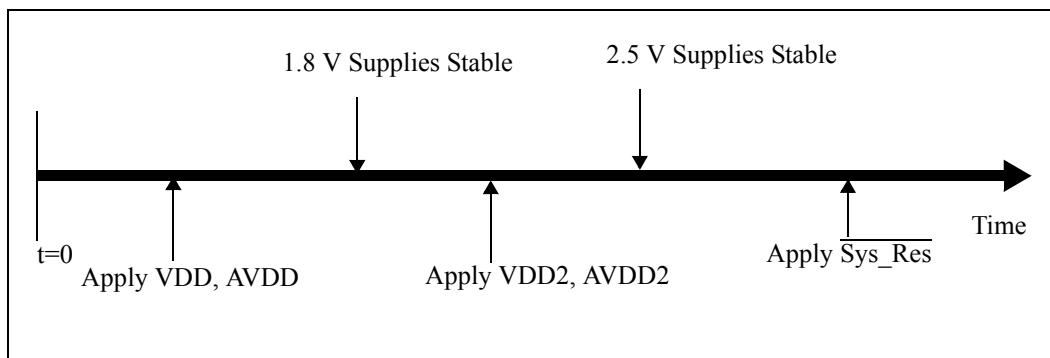 1.8 V Supplies Stable
2.5 V Supplies Stable
Time
t=0
Apply VDD, AVDD
Apply VDD2, AVDD2
Apply Sys_Res